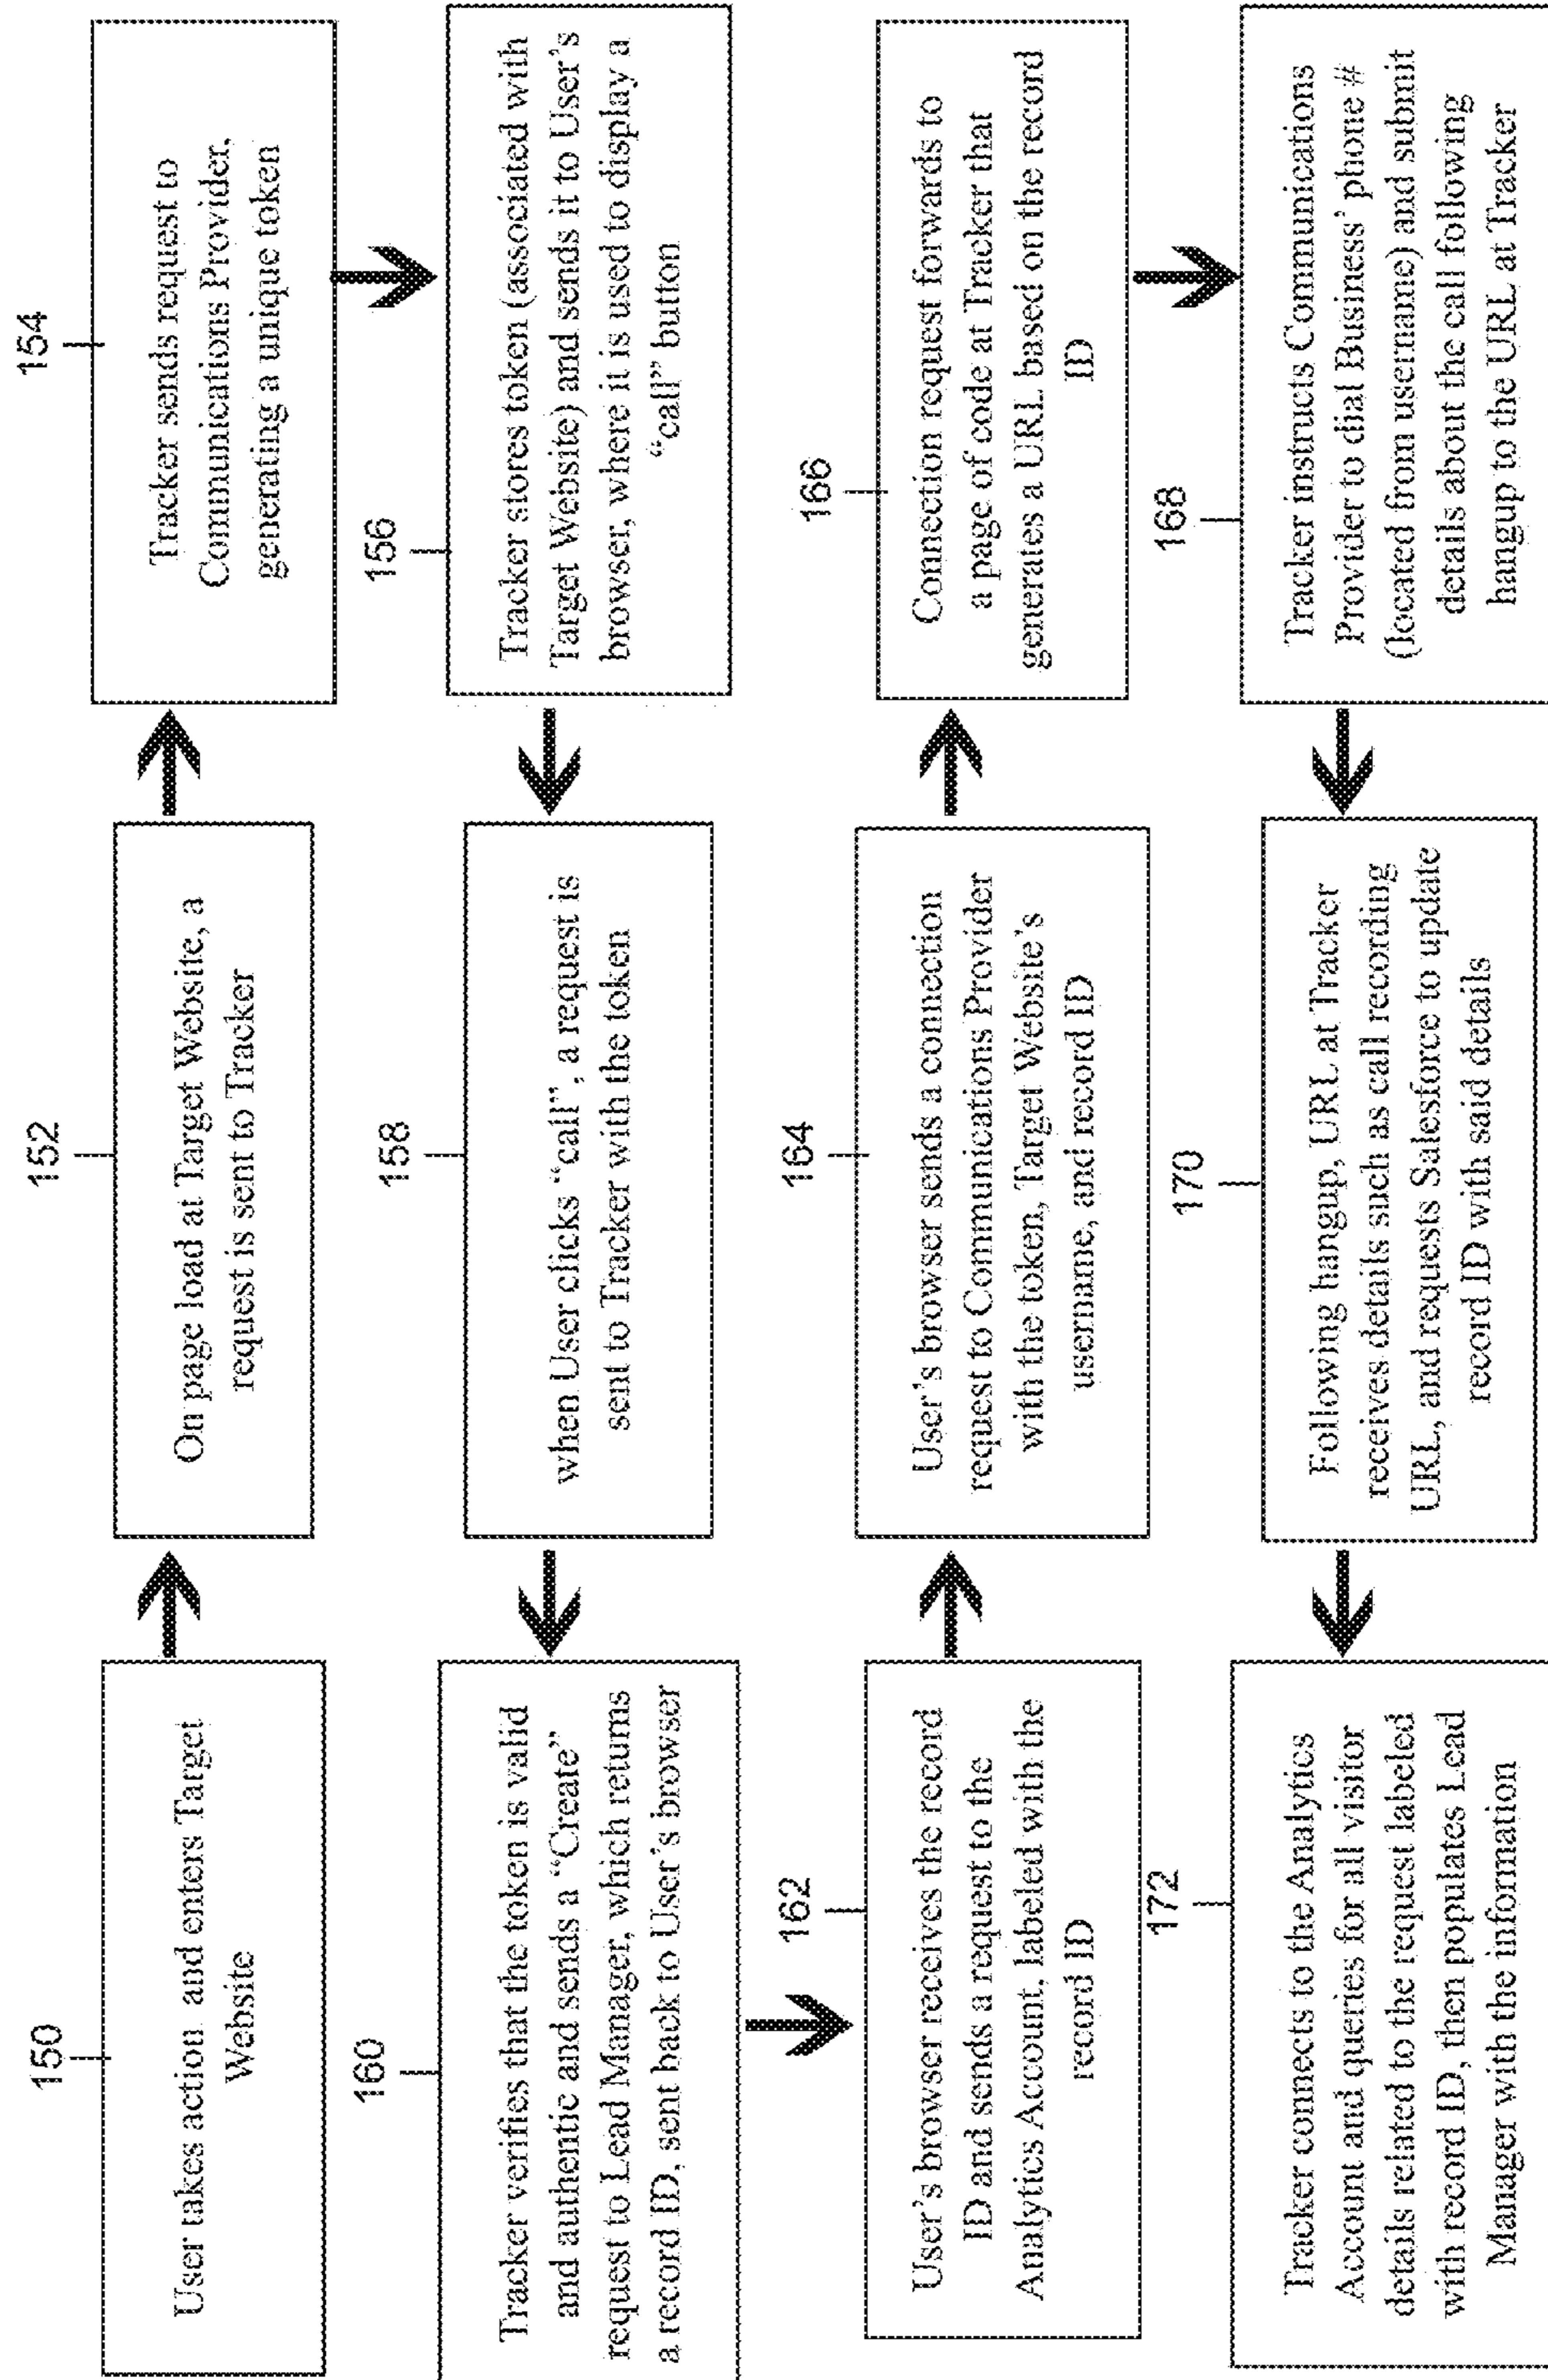 150
User takes action and enters Target
Website
152
On page load at Target Website, a
request is sent to Tracker
154
Tracker sends request to
Communications Provider,
generating a unique token
156
Tracker stores token (associated with
Target Website) and sends it to User's
browser, where it is used to display a
“call” button
158
when User clicks “call”, a request is
sent to Tracker with the token
160
Tracker verifies that the token is valid
and authentic and sends a “Create”
request to Lead Manager, which returns
a record ID, sent back to User's browser
162
User's browser receives the record
ID and sends a request to the
Analytics Account, labeled with the
record ID
164
User's browser sends a connection
request to Communications Provider
with the token, Target Website's
username, and record ID
166
Connection request forwards to
a page of code at Tracker that
generates a URL based on the record
ID
168
Tracker instructs Communications
Provider to dial Business' phone #
(located from username) and submit
details about the call following
hangup to the URL at Tracker
170
Following hangup, URL at Tracker
receives details such as call recording
URL, and requests Salesforce to update
record ID with said details
172
Tracker connects to the Analytics
Account and queries for all visitor
details related to the request labeled
with record ID, then populates Lead
Manager with the information